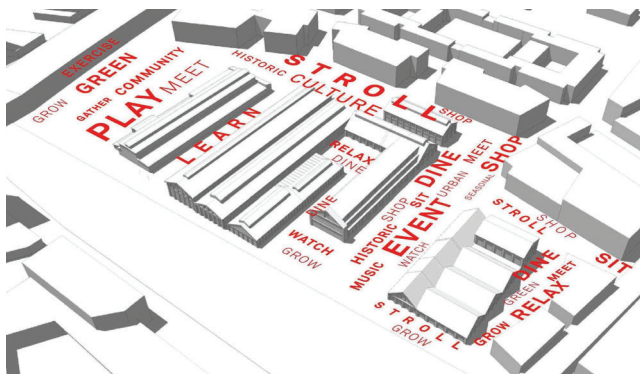 EXERCISE
GREEN
GROW
GATHER COMMUNITY
PLAY MEET
STROLL
HISTORIC CULTURE
LEARN
SHOP
RELAX
DINE
DINE
WATCH
GROW
HISTORIC SHOP
SIT DINE
URBAN MEET
SEASONAL SHOP
MUSIC EVENT
WATCH
STROLL
SHOP
SIT
DINE
GREEN MEET
RELAX
GROW
STROLL
GROW